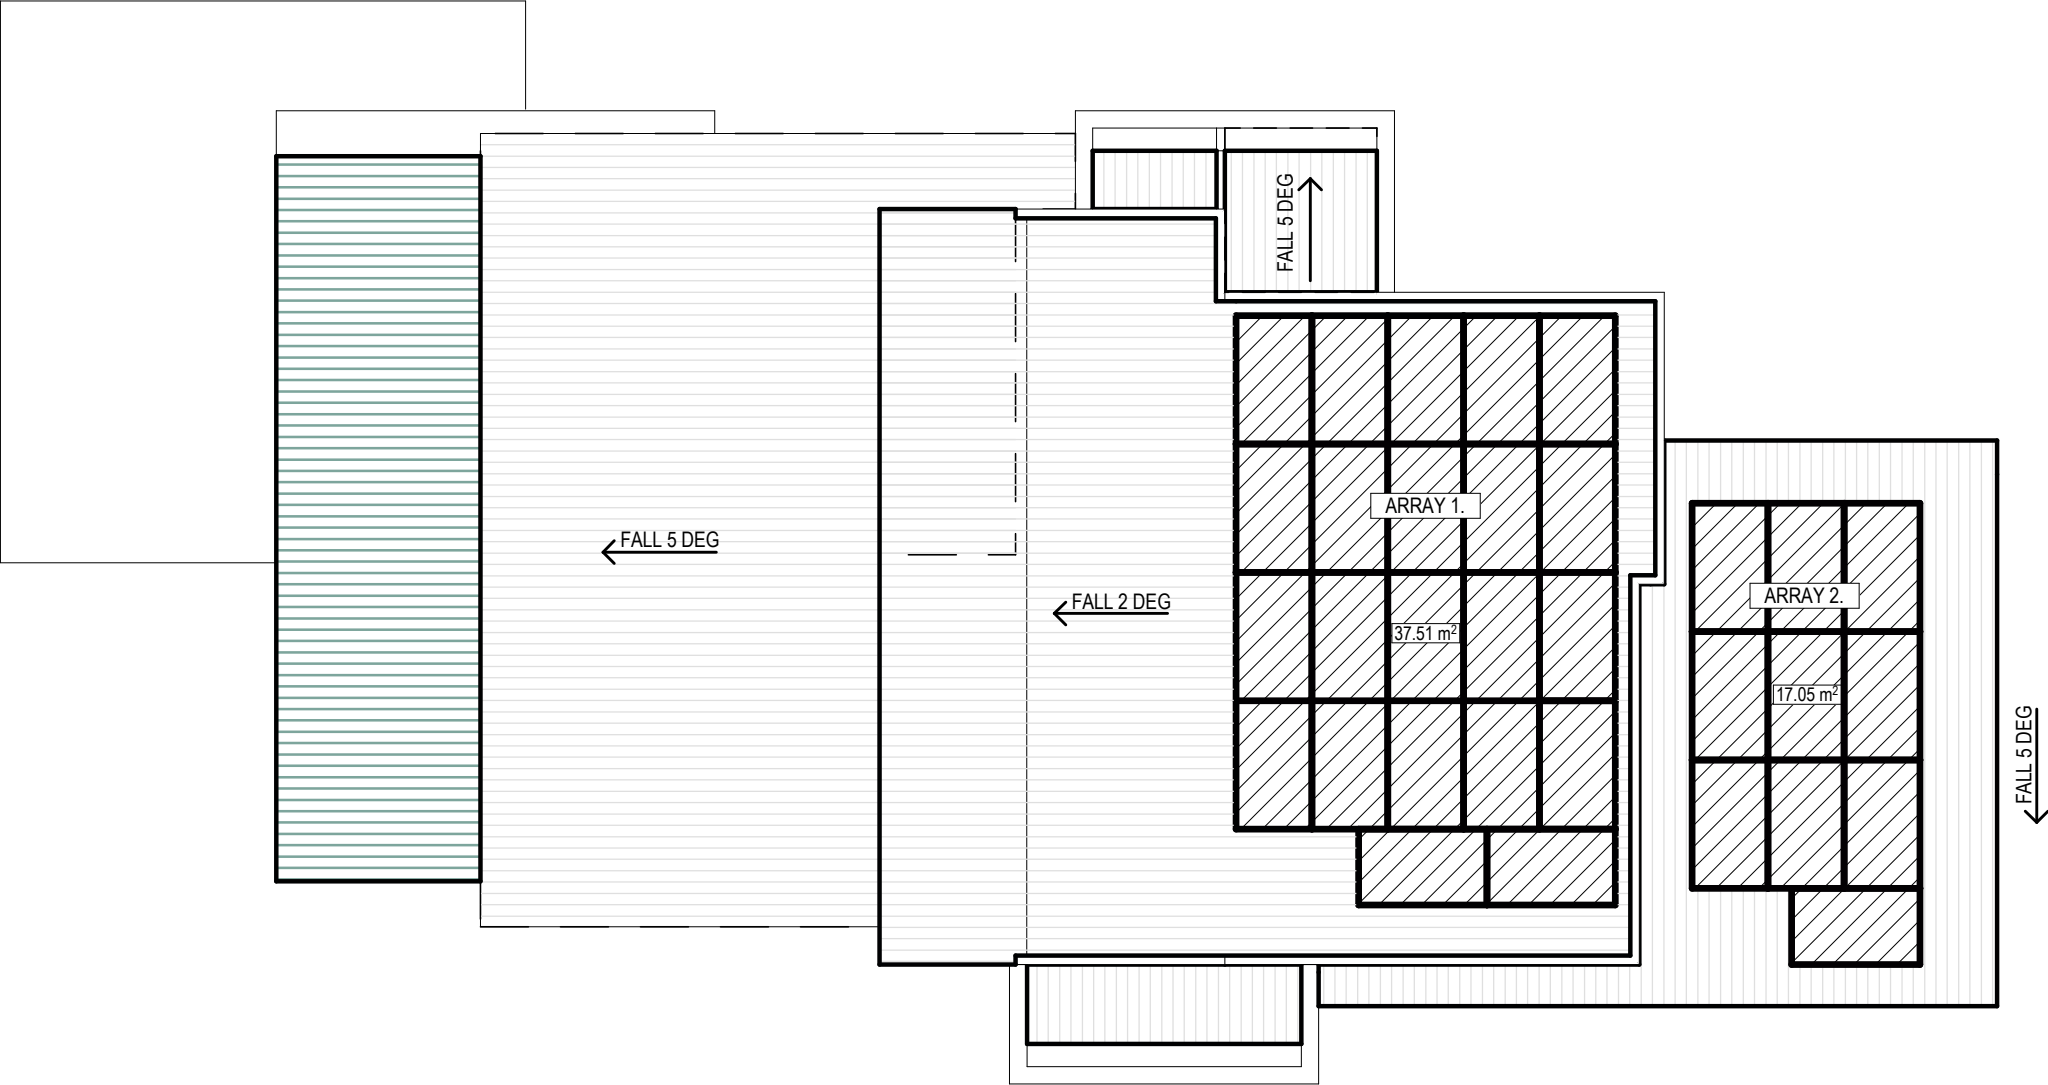 FALL 5 DEG
ARRAY 1.
FALL 5 DEG
ARRAY 2.
FALL 2 DEG
37.51 m²
17.05 m²
FALL 5 DEG